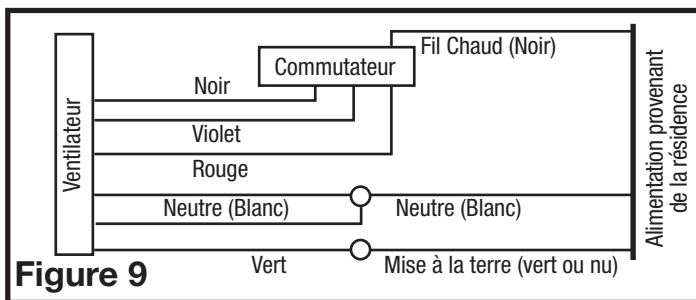 Fil Chaud (Noir)
Commutateur
Noir
Violet
Rouge
Neutre (Blanc)
Neutre (Blanc)
Vert
Mise à la terre (vert ou nu)
Ventilateur
Alimentation provenant
de la résidence
Figure 9